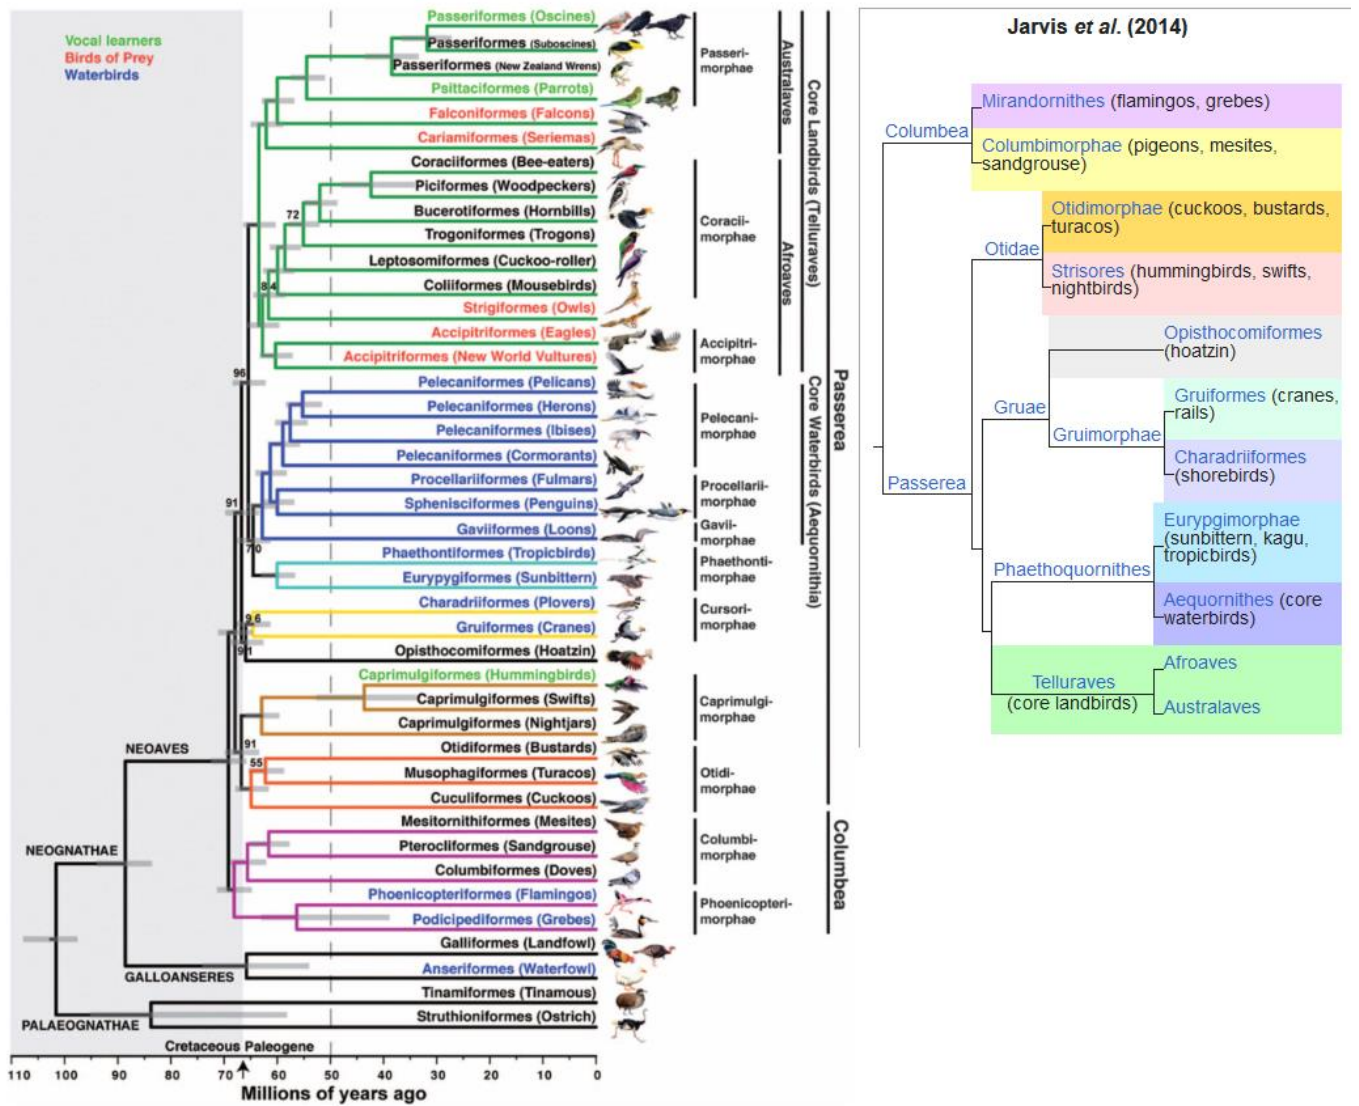 Vocal learners
Birds of Prey
Waterbirds
Passeriformes (Oscines)
Passeriformes (Suboscines)
Passeriformes (New Zealand Wrens)
Psittaciformes (Parrots)
Falconiformes (Falcons)
Cariamiformes (Seriemas)
Coraciiformes (Bee-eaters)
Piciformes (Woodpeckers)
72
Bucerotiformes (Hornbills)
Trogoniformes (Trogons)
Leptosomiformes (Cuckoo-roller)
84
Coliiformes (Mousebirds)
Strigiformes (Owls)
Accipitriformes (Eagles)
Accipitriformes (New World Vultures)
96
Pelecaniformes (Pelicans)
Pelecaniformes (Herons)
Pelecaniformes (Ibises)
Pelecaniformes (Cormorants)
Procellariiformes (Fulmars)
91
Sphenisciformes (Penguins)
Gaviiformes (Loons)
70
Phaethontiformes (Tropicbirds)
Eurypygiformes (Sunbittern)
Charadriiformes (Plovers)
96
Gruiformes (Cranes)
91
Opisthocomiformes (Hoatzin)
Caprimulgiformes (Hummingbirds)
Caprimulgiformes (Swifts)
Caprimulgiformes (Nightjars)
NEOAVES
91
Otidiformes (Bustards)
55
Musophagiformes (Turacos)
Cuculiformes (Cuckoos)
Mesitornithiformes (Mesites)
NEOGNATHAE
Pterocliformes (Sandgrouse)
Columbiformes (Doves)
Phoenicopteriformes (Flamingos)
Podicipediformes (Grebes)
Galliformes (Landfowl)
GALLOANSERES
Anseriformes (Waterfowl)
Tinamiformes (Tinamous)
PALAEOGNATHAE
Struthioniformes (Ostrich)
Cretaceous Paleogene
110 100 90 80 70 60 50 40 30 20 10 0
Millions of years ago
Passeri-
morphae
Coracii-
morphae
Accipitri-
morphae
Pelecani-
morphae
Procellarii-
morphae
Gavii-
morphae
Phaethonti-
morphae
Cursori-
morphae
Caprimulgi-
morphae
Otidi-
morphae
Columbi-
morphae
Phoenicopteri-
morphae
Australaves
Afroaves
Core Landbirds (Telluraves)
Core Waterbirds (Aequornithia)
Passerea
Columbea
Jarvis et al. (2014)
Mirandornithes (flamingos, grebes)
Columbea
Columbimorphae (pigeons, mesites,
sandgrouse)
Otidimorphae (cuckoos, bustards,
turacos)
Otidae
Strisores (hummingbirds, swifts,
nightbirds)
Opisthocomiformes
(hoatzin)
Gruae
Gruiformes (cranes,
rails)
Gruimorphae
Charadriiformes
(shorebirds)
Passerea
Eurypgimorphae
(sunbittern, kagu,
tropicbirds)
Phaethoquornithes
Aequornithes (core
waterbirds)
Telluraves
(core landbirds)
Afroaves
Australaves